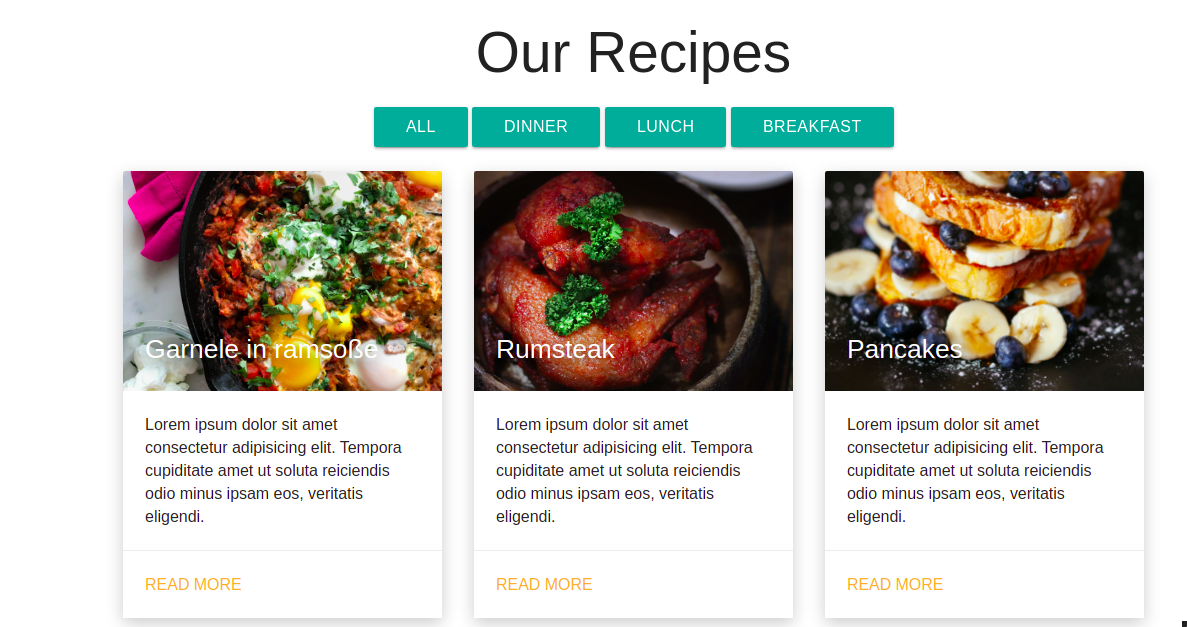 Our Recipes
ALL DINNER LUNCH BREAKFAST
Garnele in ramsoße
Lorem ipsum dolor sit amet
consectetur adipisicing elit. Tempora
cupiditate amet ut soluta reiciendis
odio minus ipsam eos, veritatis
eligendi.
READ MORE
Rumsteak
Lorem ipsum dolor sit amet
consectetur adipisicing elit. Tempora
cupiditate amet ut soluta reiciendis
odio minus ipsam eos, veritatis
eligendi.
READ MORE
Pancakes
Lorem ipsum dolor sit amet
consectetur adipisicing elit. Tempora
cupiditate amet ut soluta reiciendis
odio minus ipsam eos, veritatis
eligendi.
READ MORE